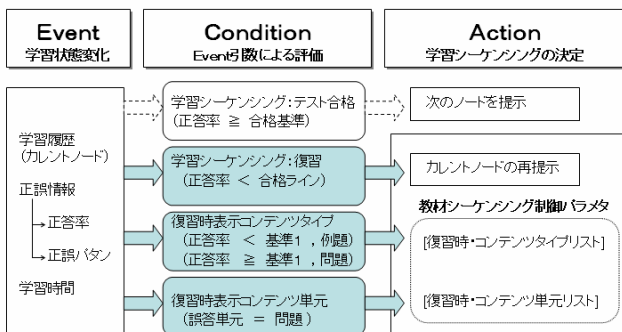 Event
学習状態変化
Condition
Event引数による評価
Action
学習シーケンシングの決定
学習履歴
(カレントノード)
正誤情報
正答率
正誤パタン
学習時間
学習シーケンシング:テスト合格
(正答率 ≧ 合格基準)
学習シーケンシング:復習
(正答率 < 合格ライン)
復習時表示コンテンツタイプ
(正答率 < 基準1 , 例題)
(正答率 ≧ 基準1 , 問題)
復習時表示コンテンツ単元
(誤答単元 = 問題)
次のノードを提示
カレントノードの再提示
教材シーケンシング制御パラメタ
[復習時・コンテンツタイプリスト]
[復習時・コンテンツ単元リスト]